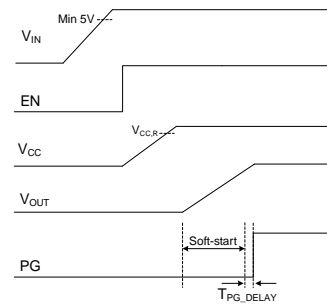 Min 5V
VIN
EN
VCC,R
VCC
VOUT
Soft-start
PG
TPG_DELAY